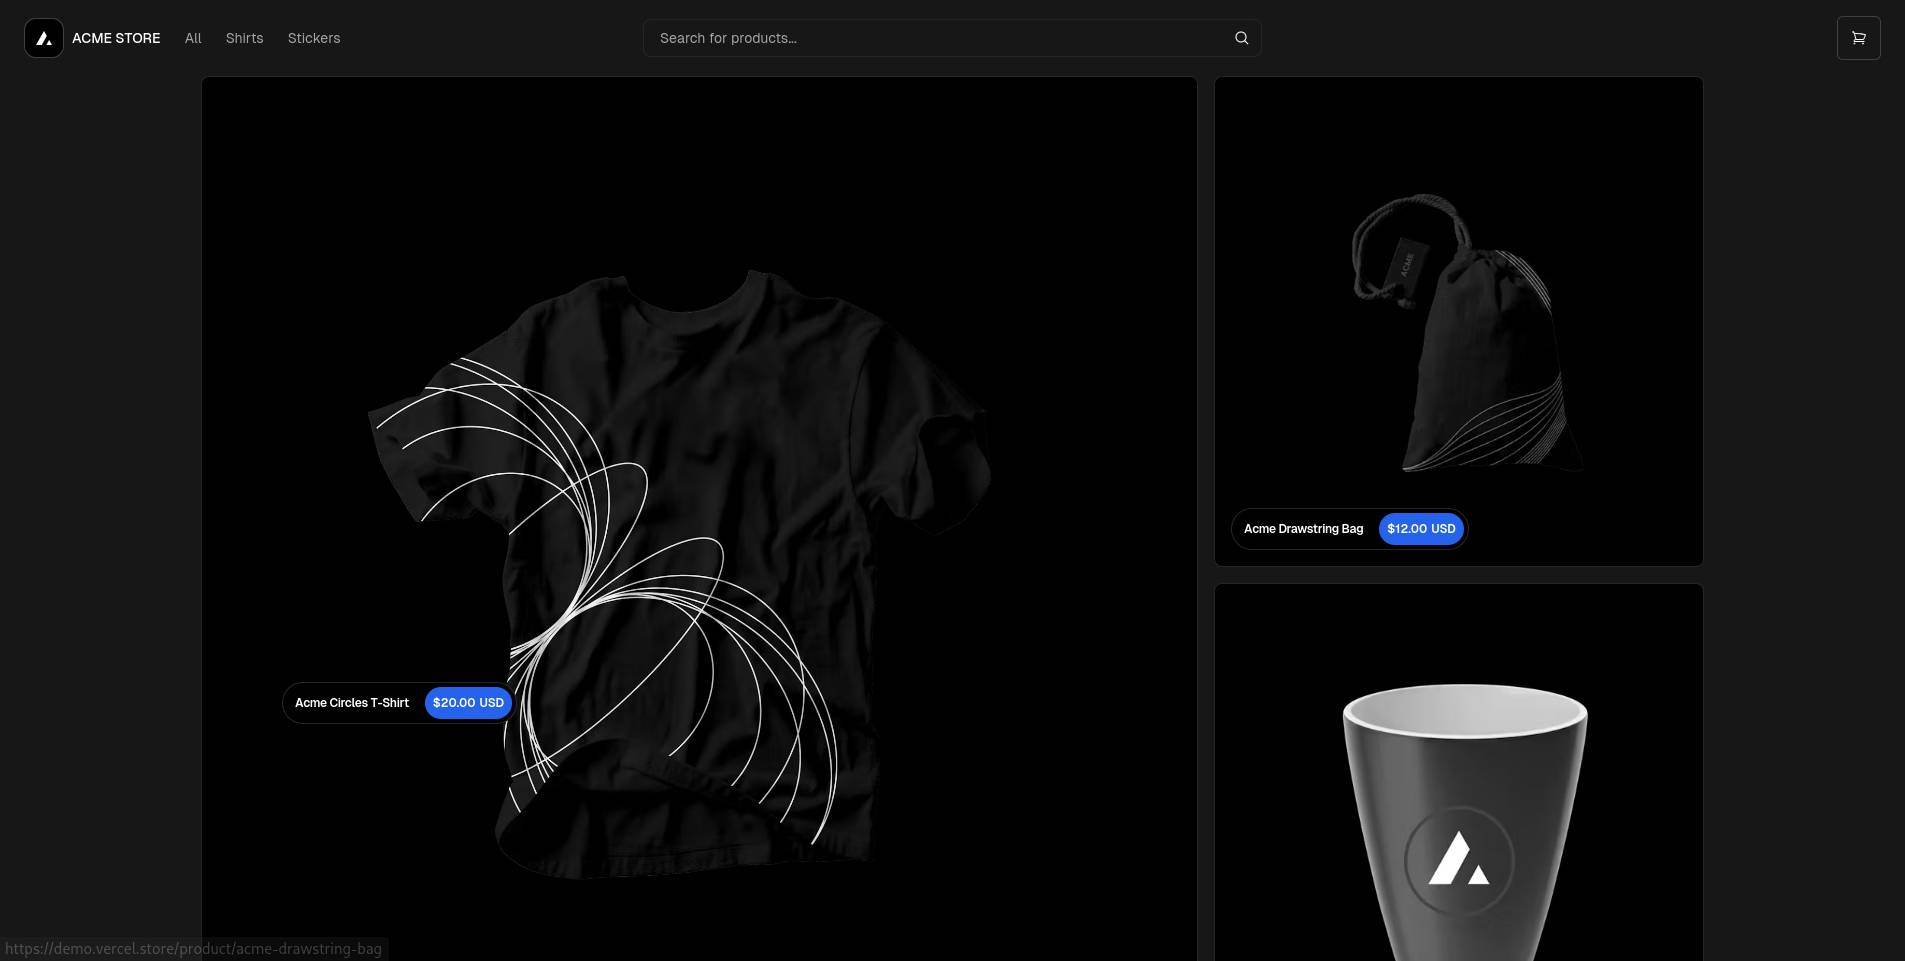 ACME STORE
All
Shirts
Stickers
Search for products...
ACME
Acme Drawstring Bag
$12.00 USD
Acme Circles T-Shirt
$20.00 USD
https://demo.vercel.store/product/acme-drawstring-bag